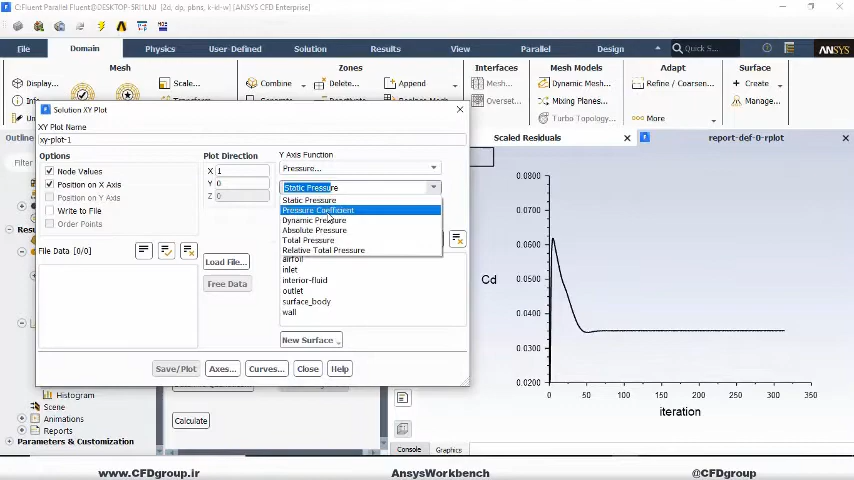 C:Fluent Parallel Fluent@DESKTOP-SRI1LNJ [2d, dp, pbns, k-kl-w] [ANSYS CFD Enterprise]
File Domain Physics User-Defined Solution Results View Parallel Design Quick S...
ANSYS
Mesh Zones Interfaces Mesh Models Adapt Surface
Display... Scale... Combine Delete... Append Mesh... Dynamic Mesh... Refine / Coarsen... Create
Overset... Mixing Planes... Manage...
Turbo Topology... More
Outline
Solution XY Plot
XY Plot Name
xy-plot-1
Scaled Residuals report-def-0-rplot
Options
Node Values
Position on X Axis
Position on Y Axis
Write to File
Order Points
Plot Direction
X 1
Y 0
Z 0
Y Axis Function
Pressure...
Static Pressure
Static Pressure
Pressure Coefficient
Dynamic Pressure
Absolute Pressure
Total Pressure
Relative Total Pressure
File Data [0/0]
Load File...
Free Data
airfoil
inlet
interior-fluid
outlet
surface_body
wall
New Surface
Save/Plot Axes... Curves... Close Help
Histogram
Scene
Animations
Reports
Parameters & Customization
Calculate
Cd
0.0800
0.0700
0.0600
0.0500
0.0400
0.0300
0.0200
0 50 100 150 200 250 300 350
iteration
Console Graphics
www.CFDgroup.ir AnsysWorkbench @CFDgroup